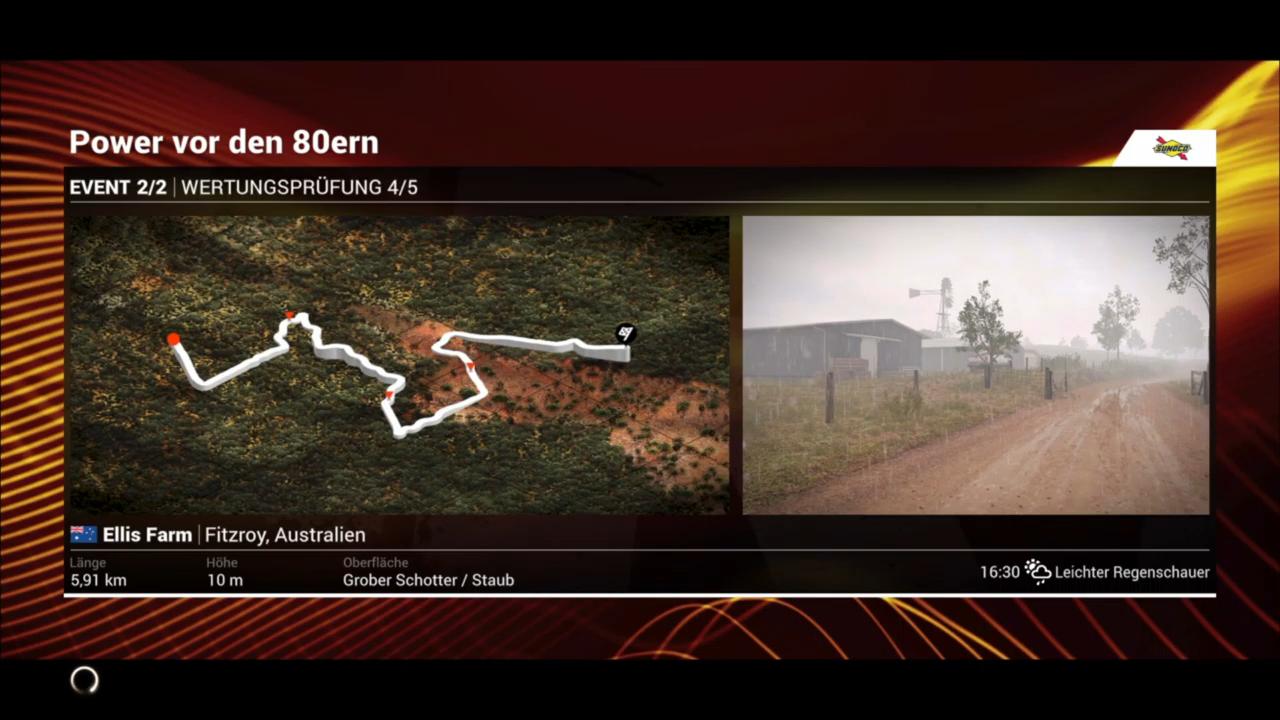 Power vor den 80ern
SUNOCO
EVENT 2/2 | WERTUNGSPRÜFUNG 4/5
Ellis Farm | Fitzroy, Australien
Länge Höhe Oberfläche
5,91 km 10 m Grober Schotter / Staub
16:30 Leichter Regenschauer